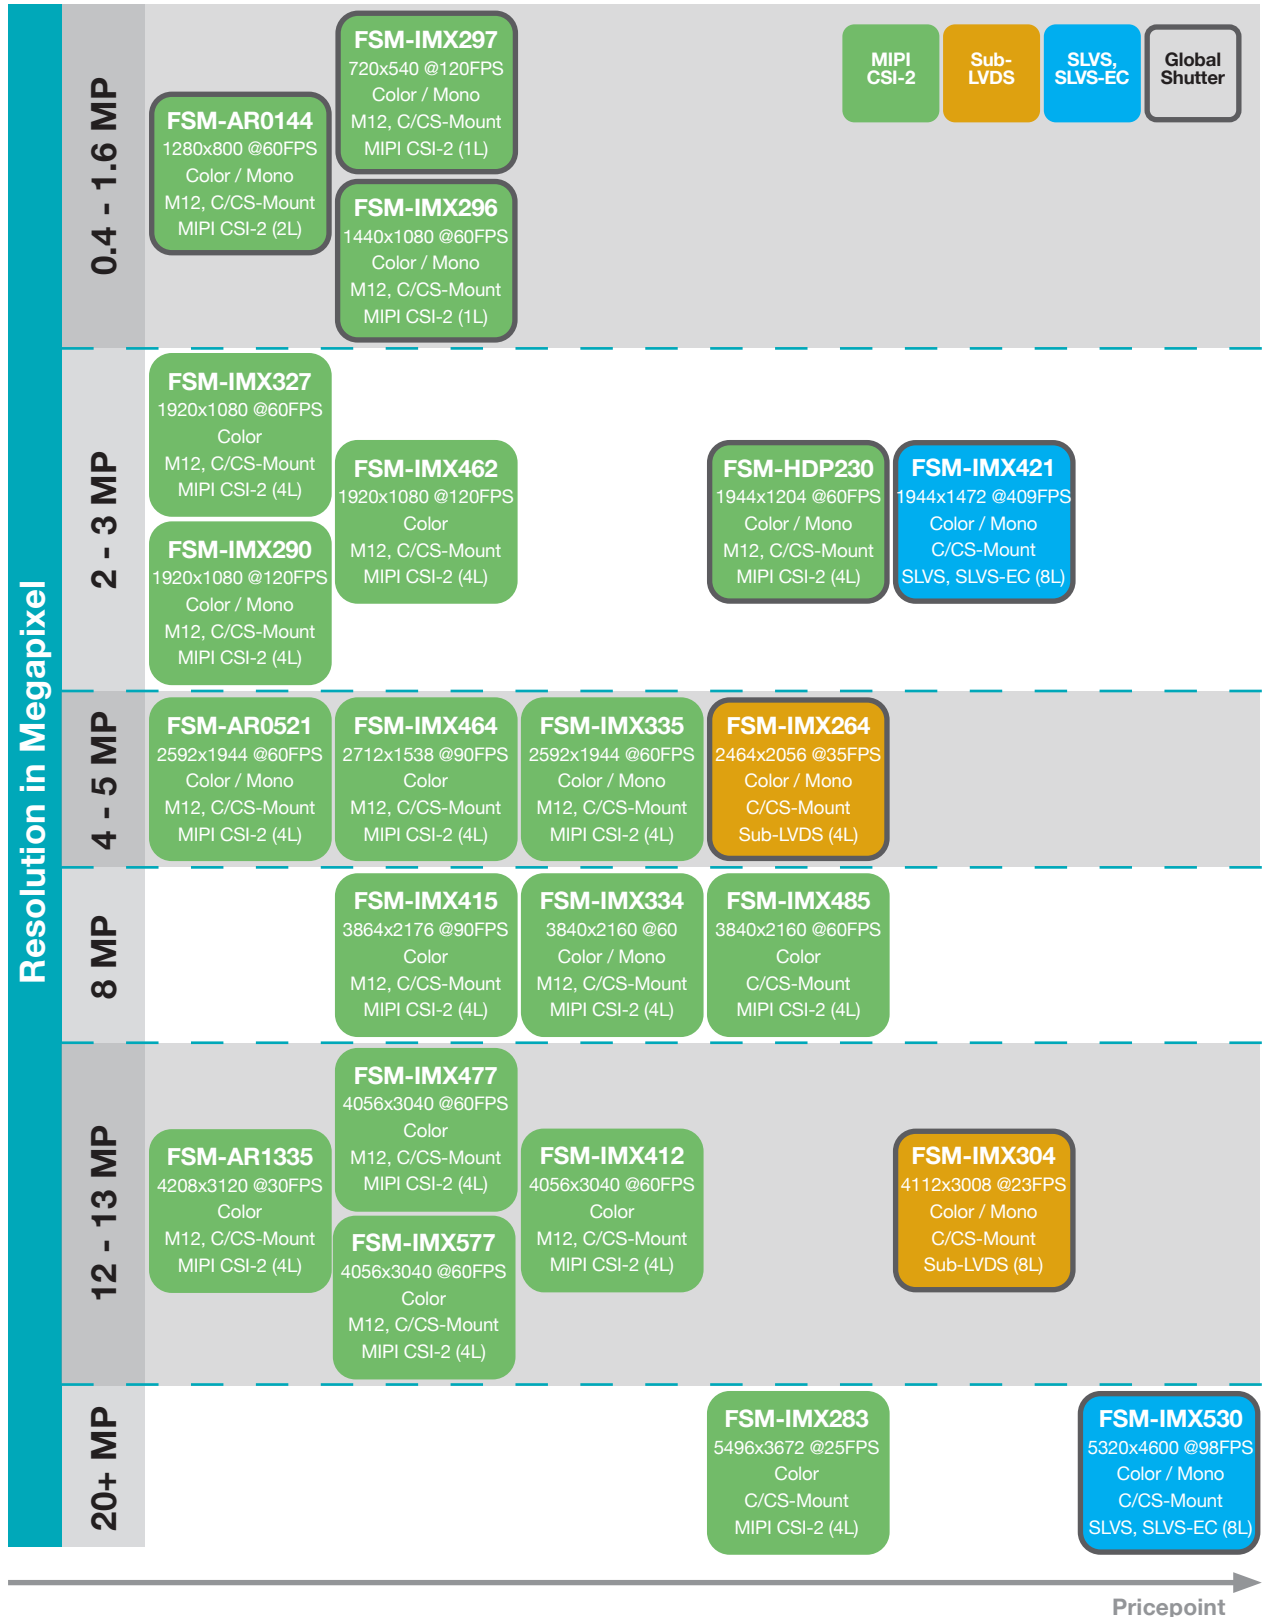 MIPI
CSI-2
Sub-
LVDS
SLVS,
SLVS-EC
Global
Shutter
Resolution in Megapixel
0.4 - 1.6 MP
FSM-AR0144
1280x800 @60FPS
Color / Mono
M12, C/CS-Mount
MIPI CSI-2 (2L)
FSM-IMX297
720x540 @120FPS
Color / Mono
M12, C/CS-Mount
MIPI CSI-2 (1L)
FSM-IMX296
1440x1080 @60FPS
Color / Mono
M12, C/CS-Mount
MIPI CSI-2 (1L)
2 - 3 MP
FSM-IMX327
1920x1080 @60FPS
Color
M12, C/CS-Mount
MIPI CSI-2 (4L)
FSM-IMX290
1920x1080 @120FPS
Color / Mono
M12, C/CS-Mount
MIPI CSI-2 (4L)
FSM-IMX462
1920x1080 @120FPS
Color
M12, C/CS-Mount
MIPI CSI-2 (4L)
FSM-HDP230
1944x1204 @60FPS
Color / Mono
M12, C/CS-Mount
MIPI CSI-2 (4L)
FSM-IMX421
1944x1472 @409FPS
Color / Mono
C/CS-Mount
SLVS, SLVS-EC (8L)
4 - 5 MP
FSM-AR0521
2592x1944 @60FPS
Color / Mono
M12, C/CS-Mount
MIPI CSI-2 (4L)
FSM-IMX464
2712x1538 @90FPS
Color
M12, C/CS-Mount
MIPI CSI-2 (4L)
FSM-IMX335
2592x1944 @60FPS
Color / Mono
M12, C/CS-Mount
MIPI CSI-2 (4L)
FSM-IMX264
2464x2056 @35FPS
Color / Mono
C/CS-Mount
Sub-LVDS (4L)
8 MP
FSM-IMX415
3864x2176 @90FPS
Color
M12, C/CS-Mount
MIPI CSI-2 (4L)
FSM-IMX334
3840x2160 @60
Color / Mono
M12, C/CS-Mount
MIPI CSI-2 (4L)
FSM-IMX485
3840x2160 @60FPS
Color
C/CS-Mount
MIPI CSI-2 (4L)
12 - 13 MP
FSM-AR1335
4208x3120 @30FPS
Color
M12, C/CS-Mount
MIPI CSI-2 (4L)
FSM-IMX477
4056x3040 @60FPS
Color
M12, C/CS-Mount
MIPI CSI-2 (4L)
FSM-IMX577
4056x3040 @60FPS
Color
M12, C/CS-Mount
MIPI CSI-2 (4L)
FSM-IMX412
4056x3040 @60FPS
Color
M12, C/CS-Mount
MIPI CSI-2 (4L)
FSM-IMX304
4112x3008 @23FPS
Color / Mono
C/CS-Mount
Sub-LVDS (8L)
20+ MP
FSM-IMX283
5496x3672 @25FPS
Color
C/CS-Mount
MIPI CSI-2 (4L)
FSM-IMX530
5320x4600 @98FPS
Color / Mono
C/CS-Mount
SLVS, SLVS-EC (8L)
Pricepoint